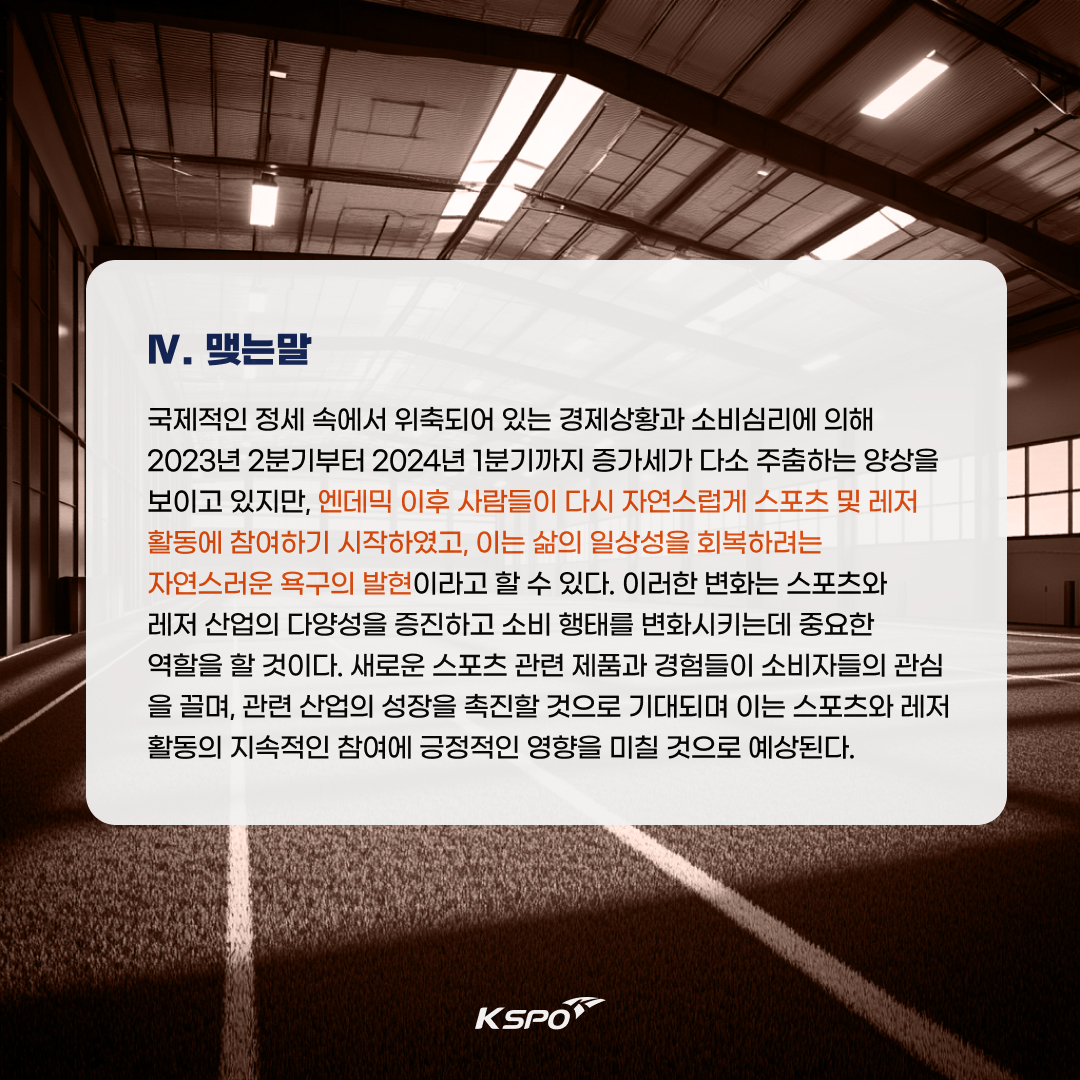 Ⅳ. 맺는말
국제적인 정세 속에서 위축되어 있는 경제상황과 소비심리에 의해
2023년 2분기부터 2024년 1분기까지 증가세가 다소 주춤하는 양상을
보이고 있지만, 엔데믹 이후 사람들이 다시 자연스럽게 스포츠 및 레저
활동에 참여하기 시작하였고, 이는 삶의 일상성을 회복하려는
자연스러운 욕구의 발현이라고 할 수 있다. 이러한 변화는 스포츠와
레저 산업의 다양성을 증진하고 소비 행태를 변화시키는데 중요한
역할을 할 것이다. 새로운 스포츠 관련 제품과 경험들이 소비자들의 관심
을 끌며, 관련 산업의 성장을 촉진할 것으로 기대되며 이는 스포츠와 레저
활동의 지속적인 참여에 긍정적인 영향을 미칠 것으로 예상된다.
KSPO